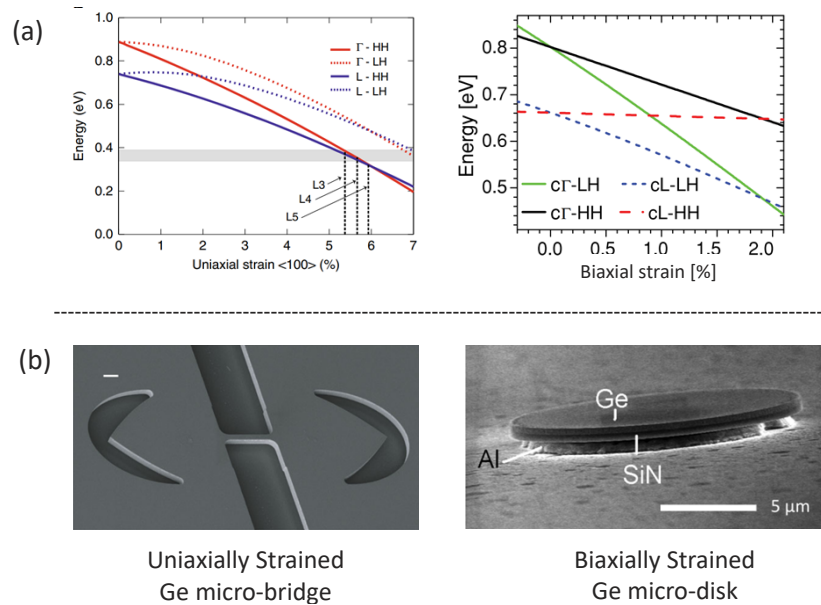 (a)
1.0
0.8
0.6
0.4
0.2
0.0
Energy (eV)
Γ - HH
Γ - LH
L - HH
L - LH
L3
L4
L5
0 1 2 3 4 5 6 7
Uniaxial strain <100> (%)
0.8
0.7
0.6
0.5
Energy [eV]
cΓ-LH cL-LH
cΓ-HH cL-HH
0.0 0.5 1.0 1.5 2.0
Biaxial strain [%]
(b)
Ge
Al
SiN
5 µm
Uniaxially Strained
Ge micro-bridge
Biaxially Strained
Ge micro-disk